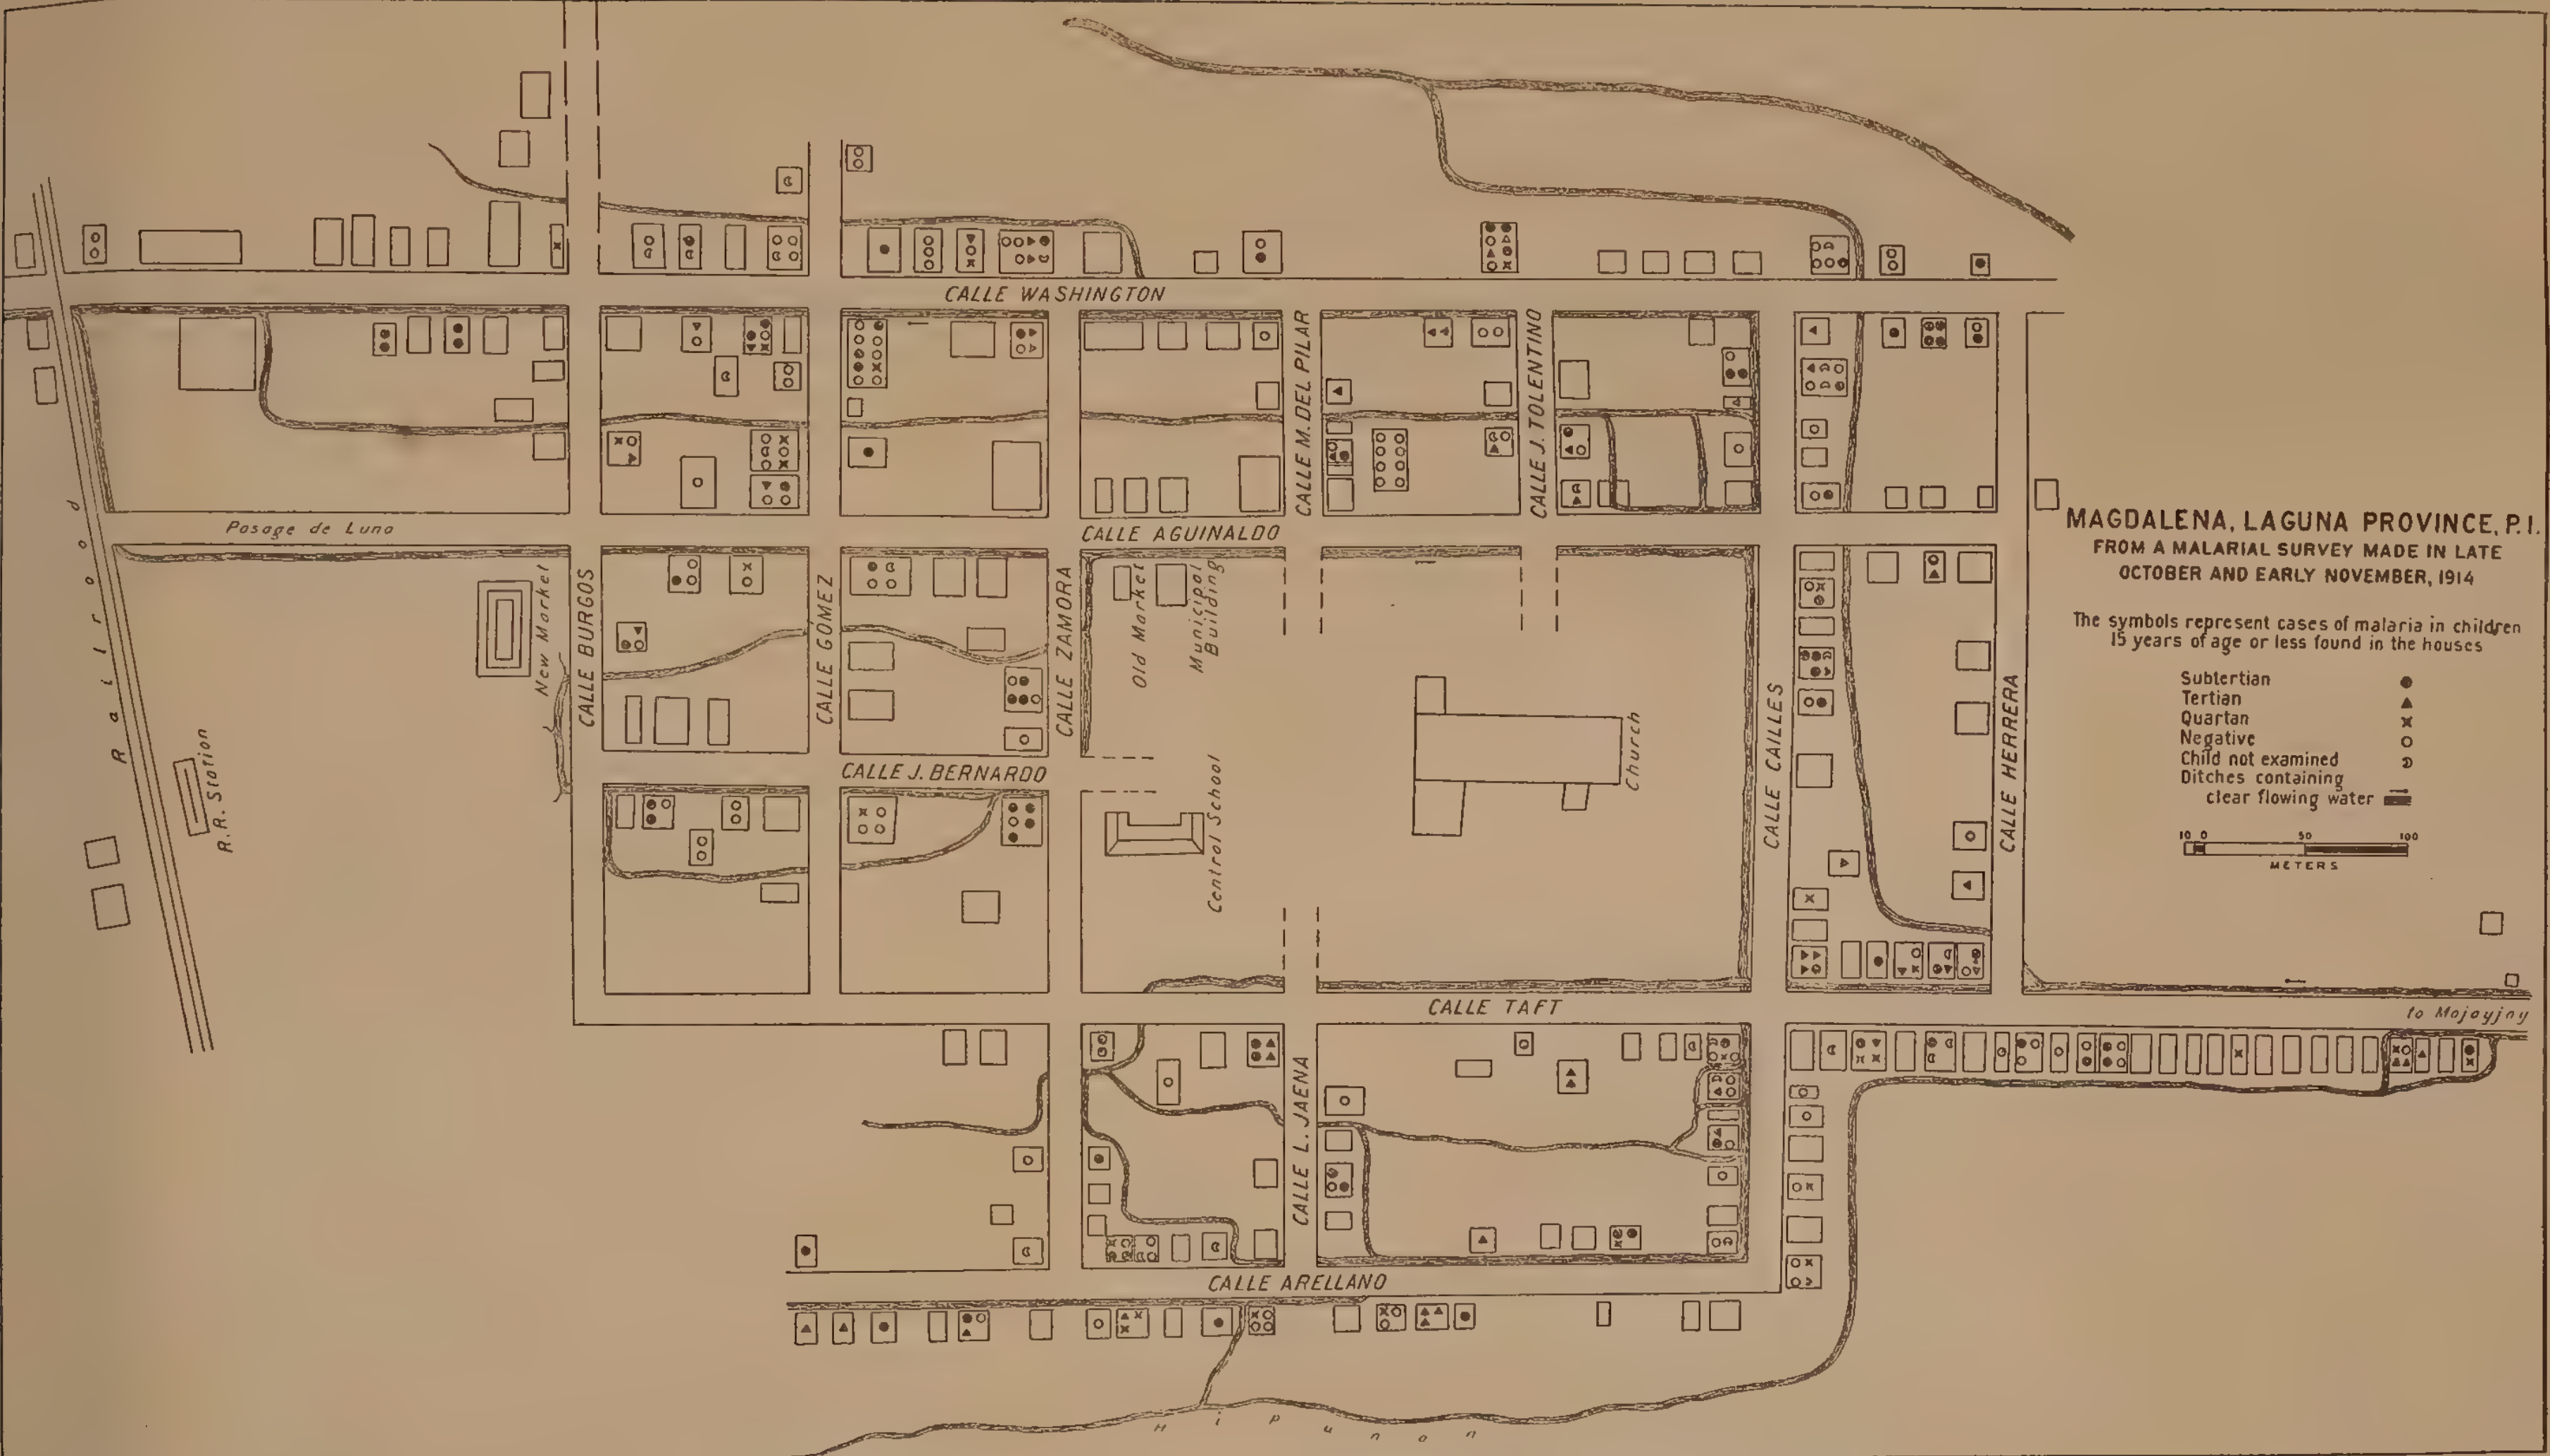 CALLE WASHINGTON
CALLE M. DEL PILAR
CALLE J. TOLENTINO
Pasage de Luna
CALLE AGUINALDO
Railroad
R.R. Station
New Market
CALLE BURGOS
CALLE GÓMEZ
CALLE ZAMORA
Old Market
Municipal
Building
CALLE J. BERNARDO
Central School
Church
CALLE CAILLES
CALLE HERRERA
MAGDALENA, LAGUNA PROVINCE, P.I.
FROM A MALARIAL SURVEY MADE IN LATE
OCTOBER AND EARLY NOVEMBER, 1914
The symbols represent cases of malaria in children
15 years of age or less found in the houses
Subtertian
Tertian
Quartan
Negative
Child not examined
Ditches containing
clear flowing water
10 0 50 100
METERS
CALLE TAFT
to Majayjay
CALLE L. JAENA
CALLE ARELLANO